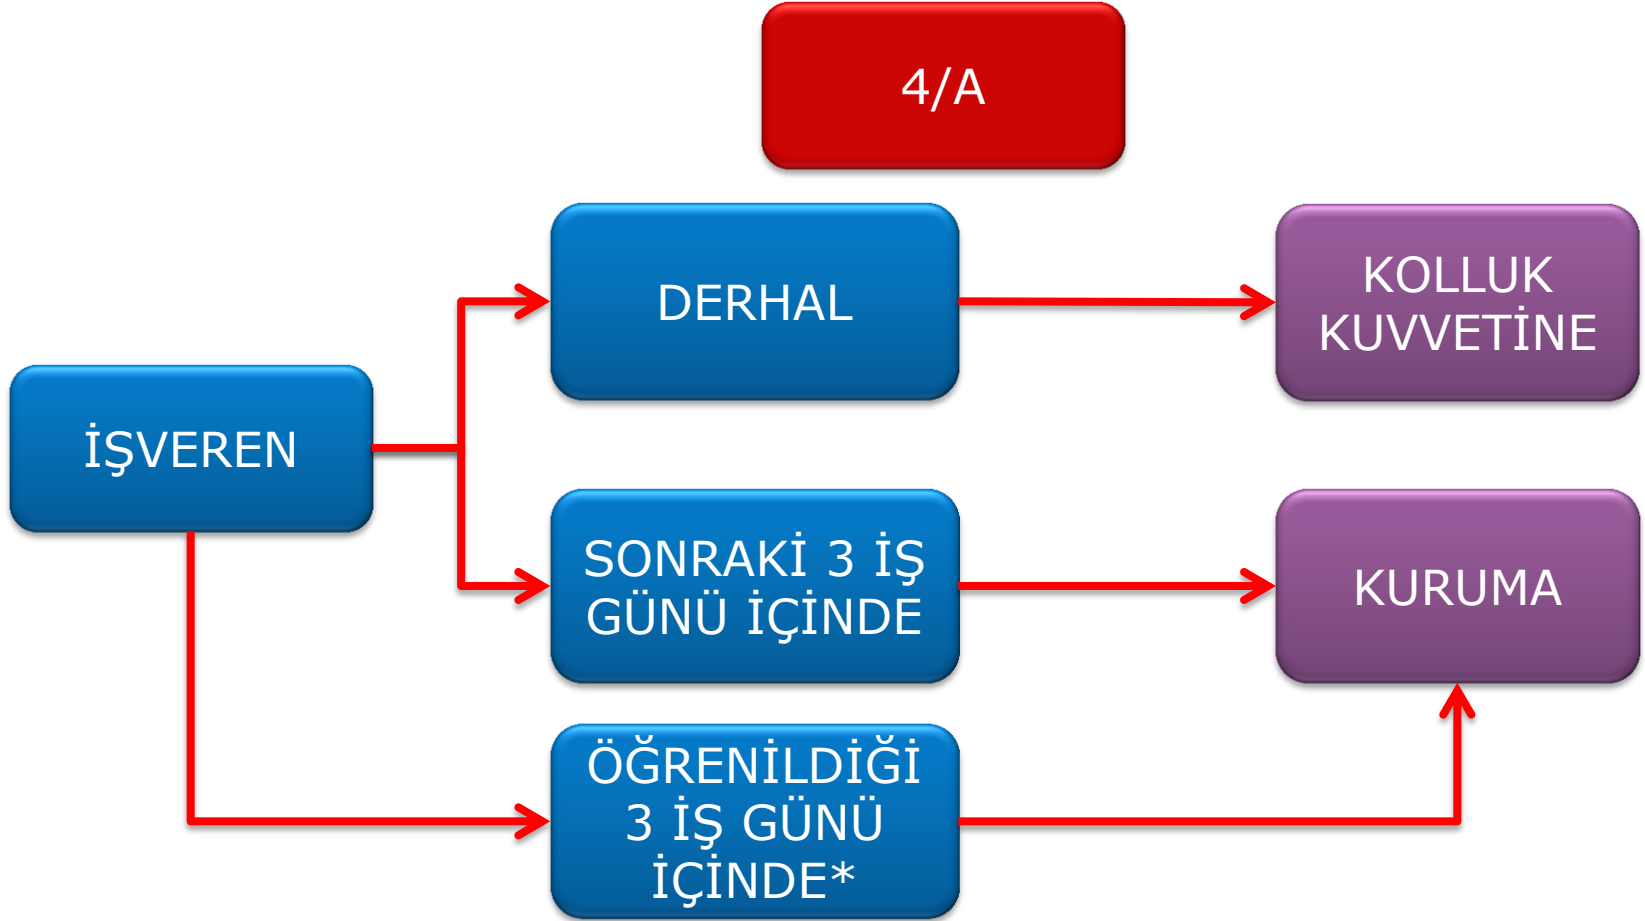 4/A
DERHAL
KOLLUK
KUVVETİNE
İŞVEREN
SONRAKİ 3 İŞ
GÜNÜ İÇİNDE
KURUMA
ÖĞRENİLDİĞİ
3 İŞ GÜNÜ
İÇİNDE*